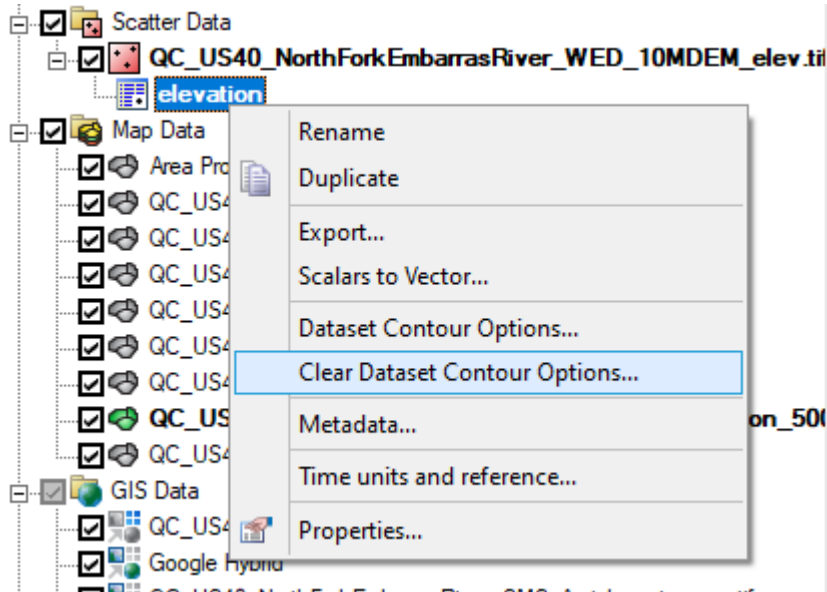 Scatter Data
QC_US40_NorthForkEmbarrasRiver_WED_10MDEM_elev.tif
elevation
Map Data
Rename
Area Pro
Duplicate
QC_US4
QC_US4
Export...
QC_US4
Scalars to Vector...
QC_US4
Dataset Contour Options...
QC_US4
QC_US4
Clear Dataset Contour Options...
QC_US
on_500
Metadata...
QC_US4
Time units and reference...
GIS Data
QC_US4
Properties...
Google Hybrid